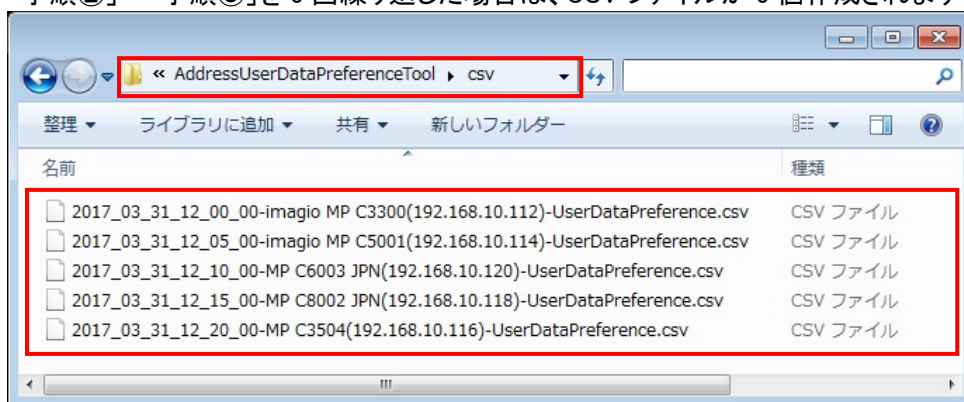 AddressUserDataPreferenceTool ▸ csv
整理 ライブラリに追加 共有 新しいフォルダー
名前 種類
2017_03_31_12_00_00-imagio MP C3300(192.168.10.112)-UserDataPreference.csv CSV ファイル
2017_03_31_12_05_00-imagio MP C5001(192.168.10.114)-UserDataPreference.csv CSV ファイル
2017_03_31_12_10_00-MP C6003 JPN(192.168.10.120)-UserDataPreference.csv CSV ファイル
2017_03_31_12_15_00-MP C8002 JPN(192.168.10.118)-UserDataPreference.csv CSV ファイル
2017_03_31_12_20_00-MP C3504(192.168.10.116)-UserDataPreference.csv CSV ファイル